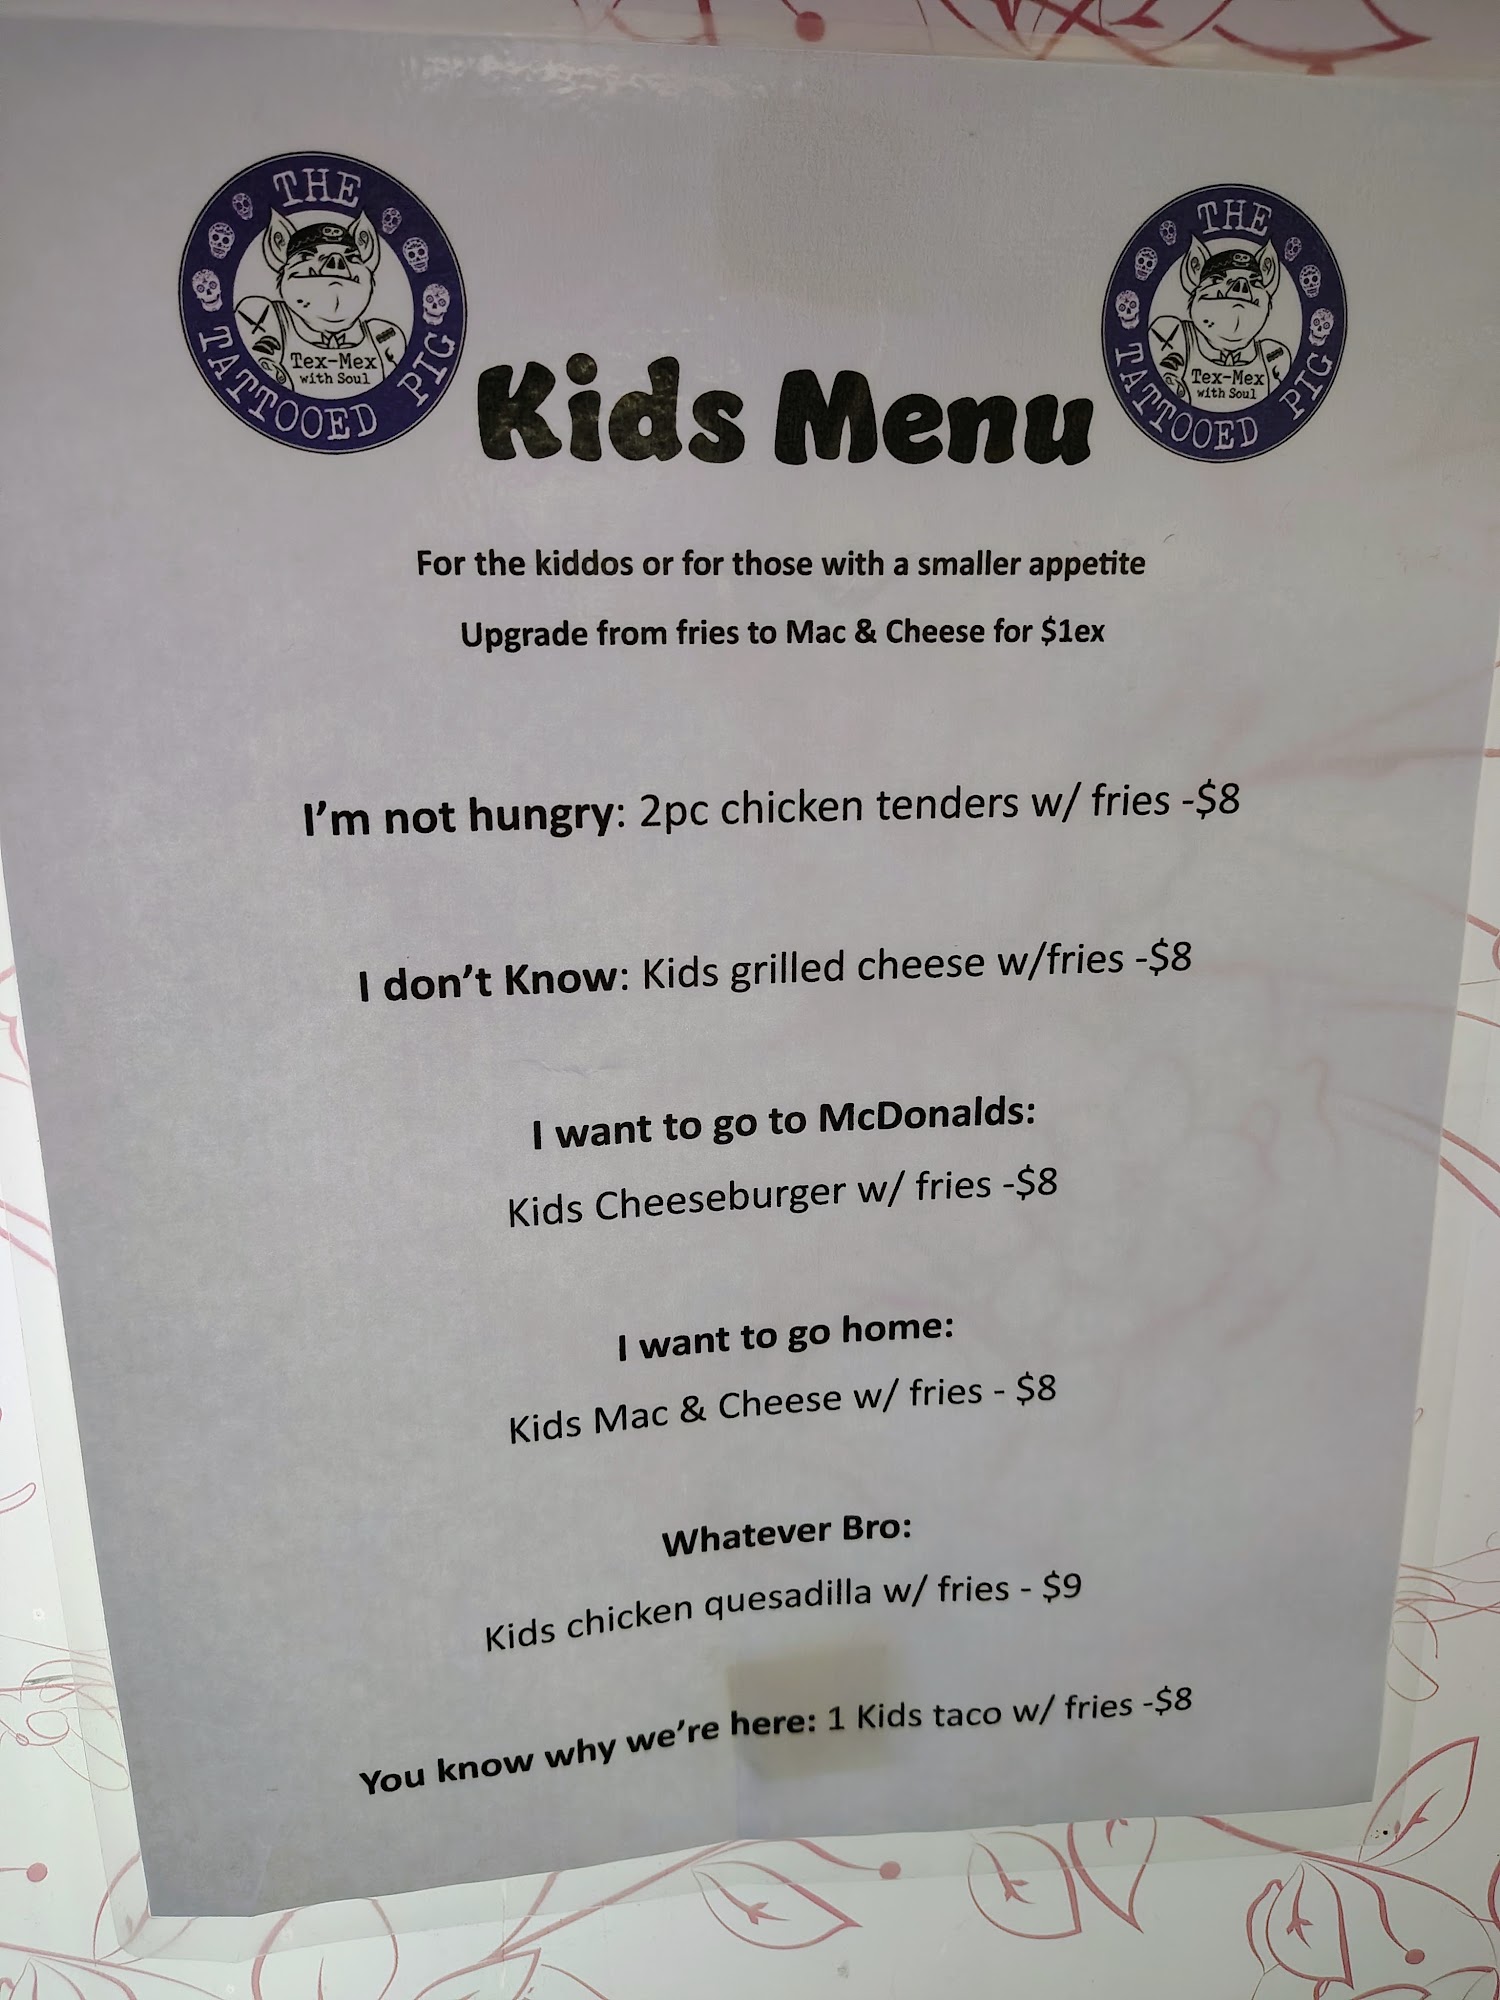 THE TATTOOED PIG
Tex-Mex
with Soul
THE TATTOOED PIG
Tex-Mex
with Soul
Kids Menu
For the kiddos or for those with a smaller appetite
Upgrade from fries to Mac & Cheese for $1ex
I'm not hungry: 2pc chicken tenders w/ fries -$8
I don't Know: Kids grilled cheese w/fries -$8
I want to go to McDonalds:
Kids Cheeseburger w/ fries -$8
I want to go home:
Kids Mac & Cheese w/ fries - $8
Whatever Bro:
Kids chicken quesadilla w/ fries - $9
You know why we're here: 1 Kids taco w/ fries -$8